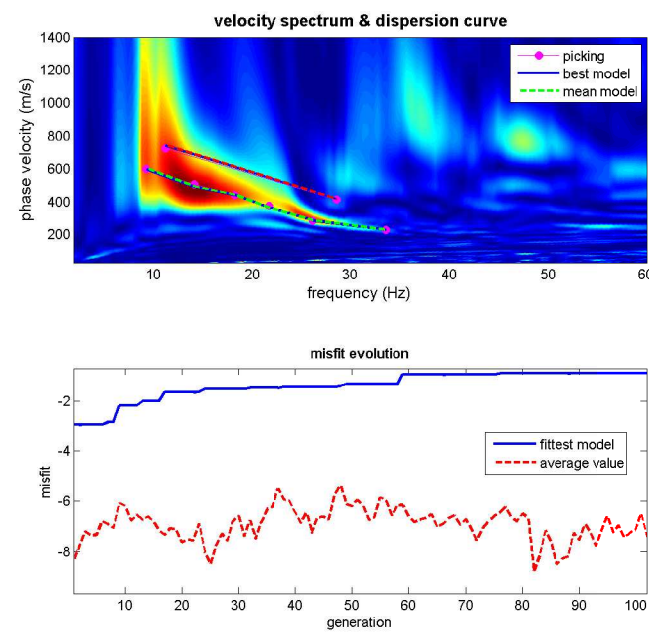 velocity spectrum & dispersion curve
1400
1200
1000
800
600
400
200
phase velocity (m/s)
picking
best model
mean model
10 20 30 40 50 60
frequency (Hz)
misfit evolution
-2
-4
-6
-8
misfit
fittest model
average value
10 20 30 40 50 60 70 80 90 100
generation